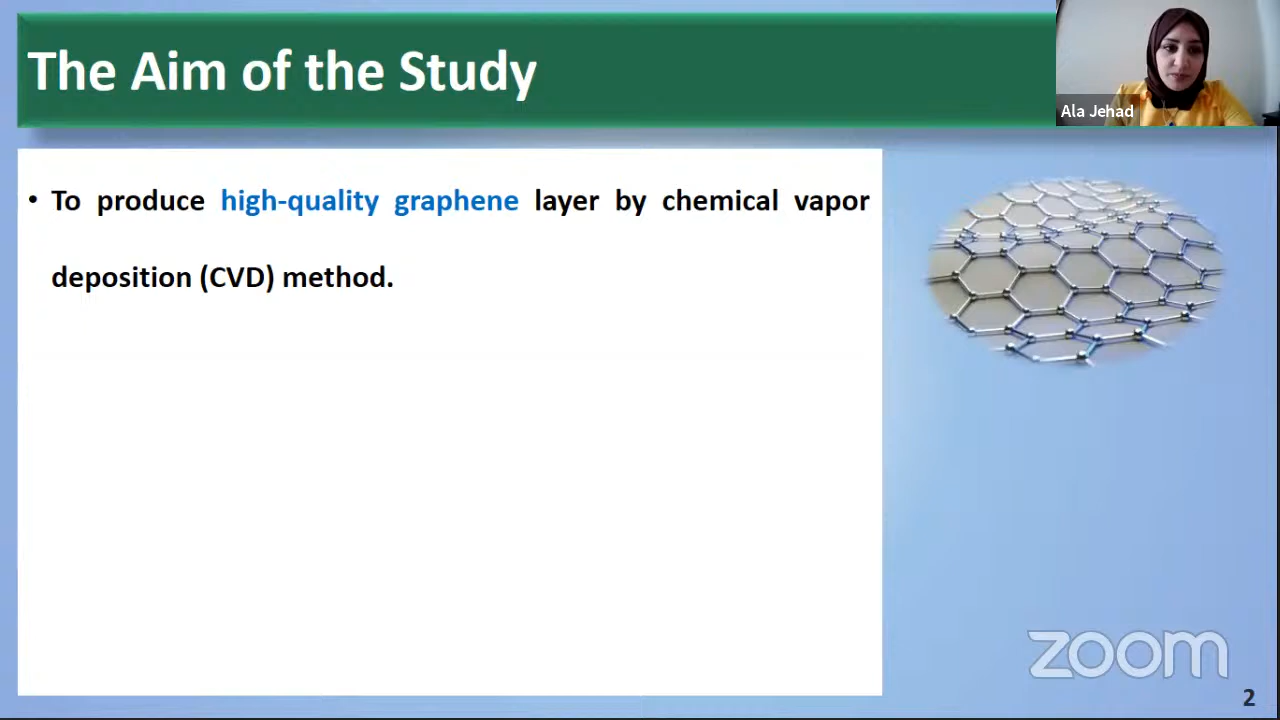 The Aim of the Study
Ala Jehad
• To produce high-quality graphene layer by chemical vapor
deposition (CVD) method.
zoom
2